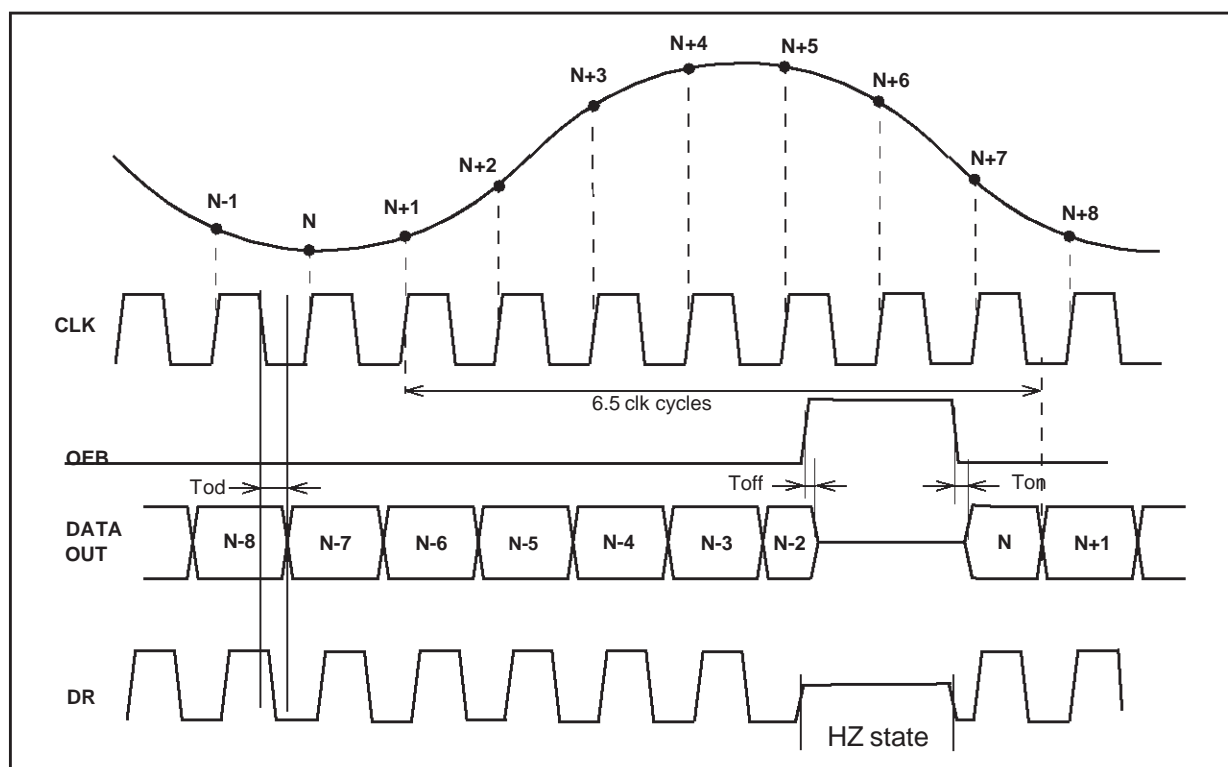 N+4
N+5
N+3
N+6
N+2
N+7
N-1
N
N+1
N+8
CLK
6.5 clk cycles
OEB
Tod
Toff
Ton
DATA
OUT
N-8
N-7
N-6
N-5
N-4
N-3
N-2
N
N+1
DR
HZ state